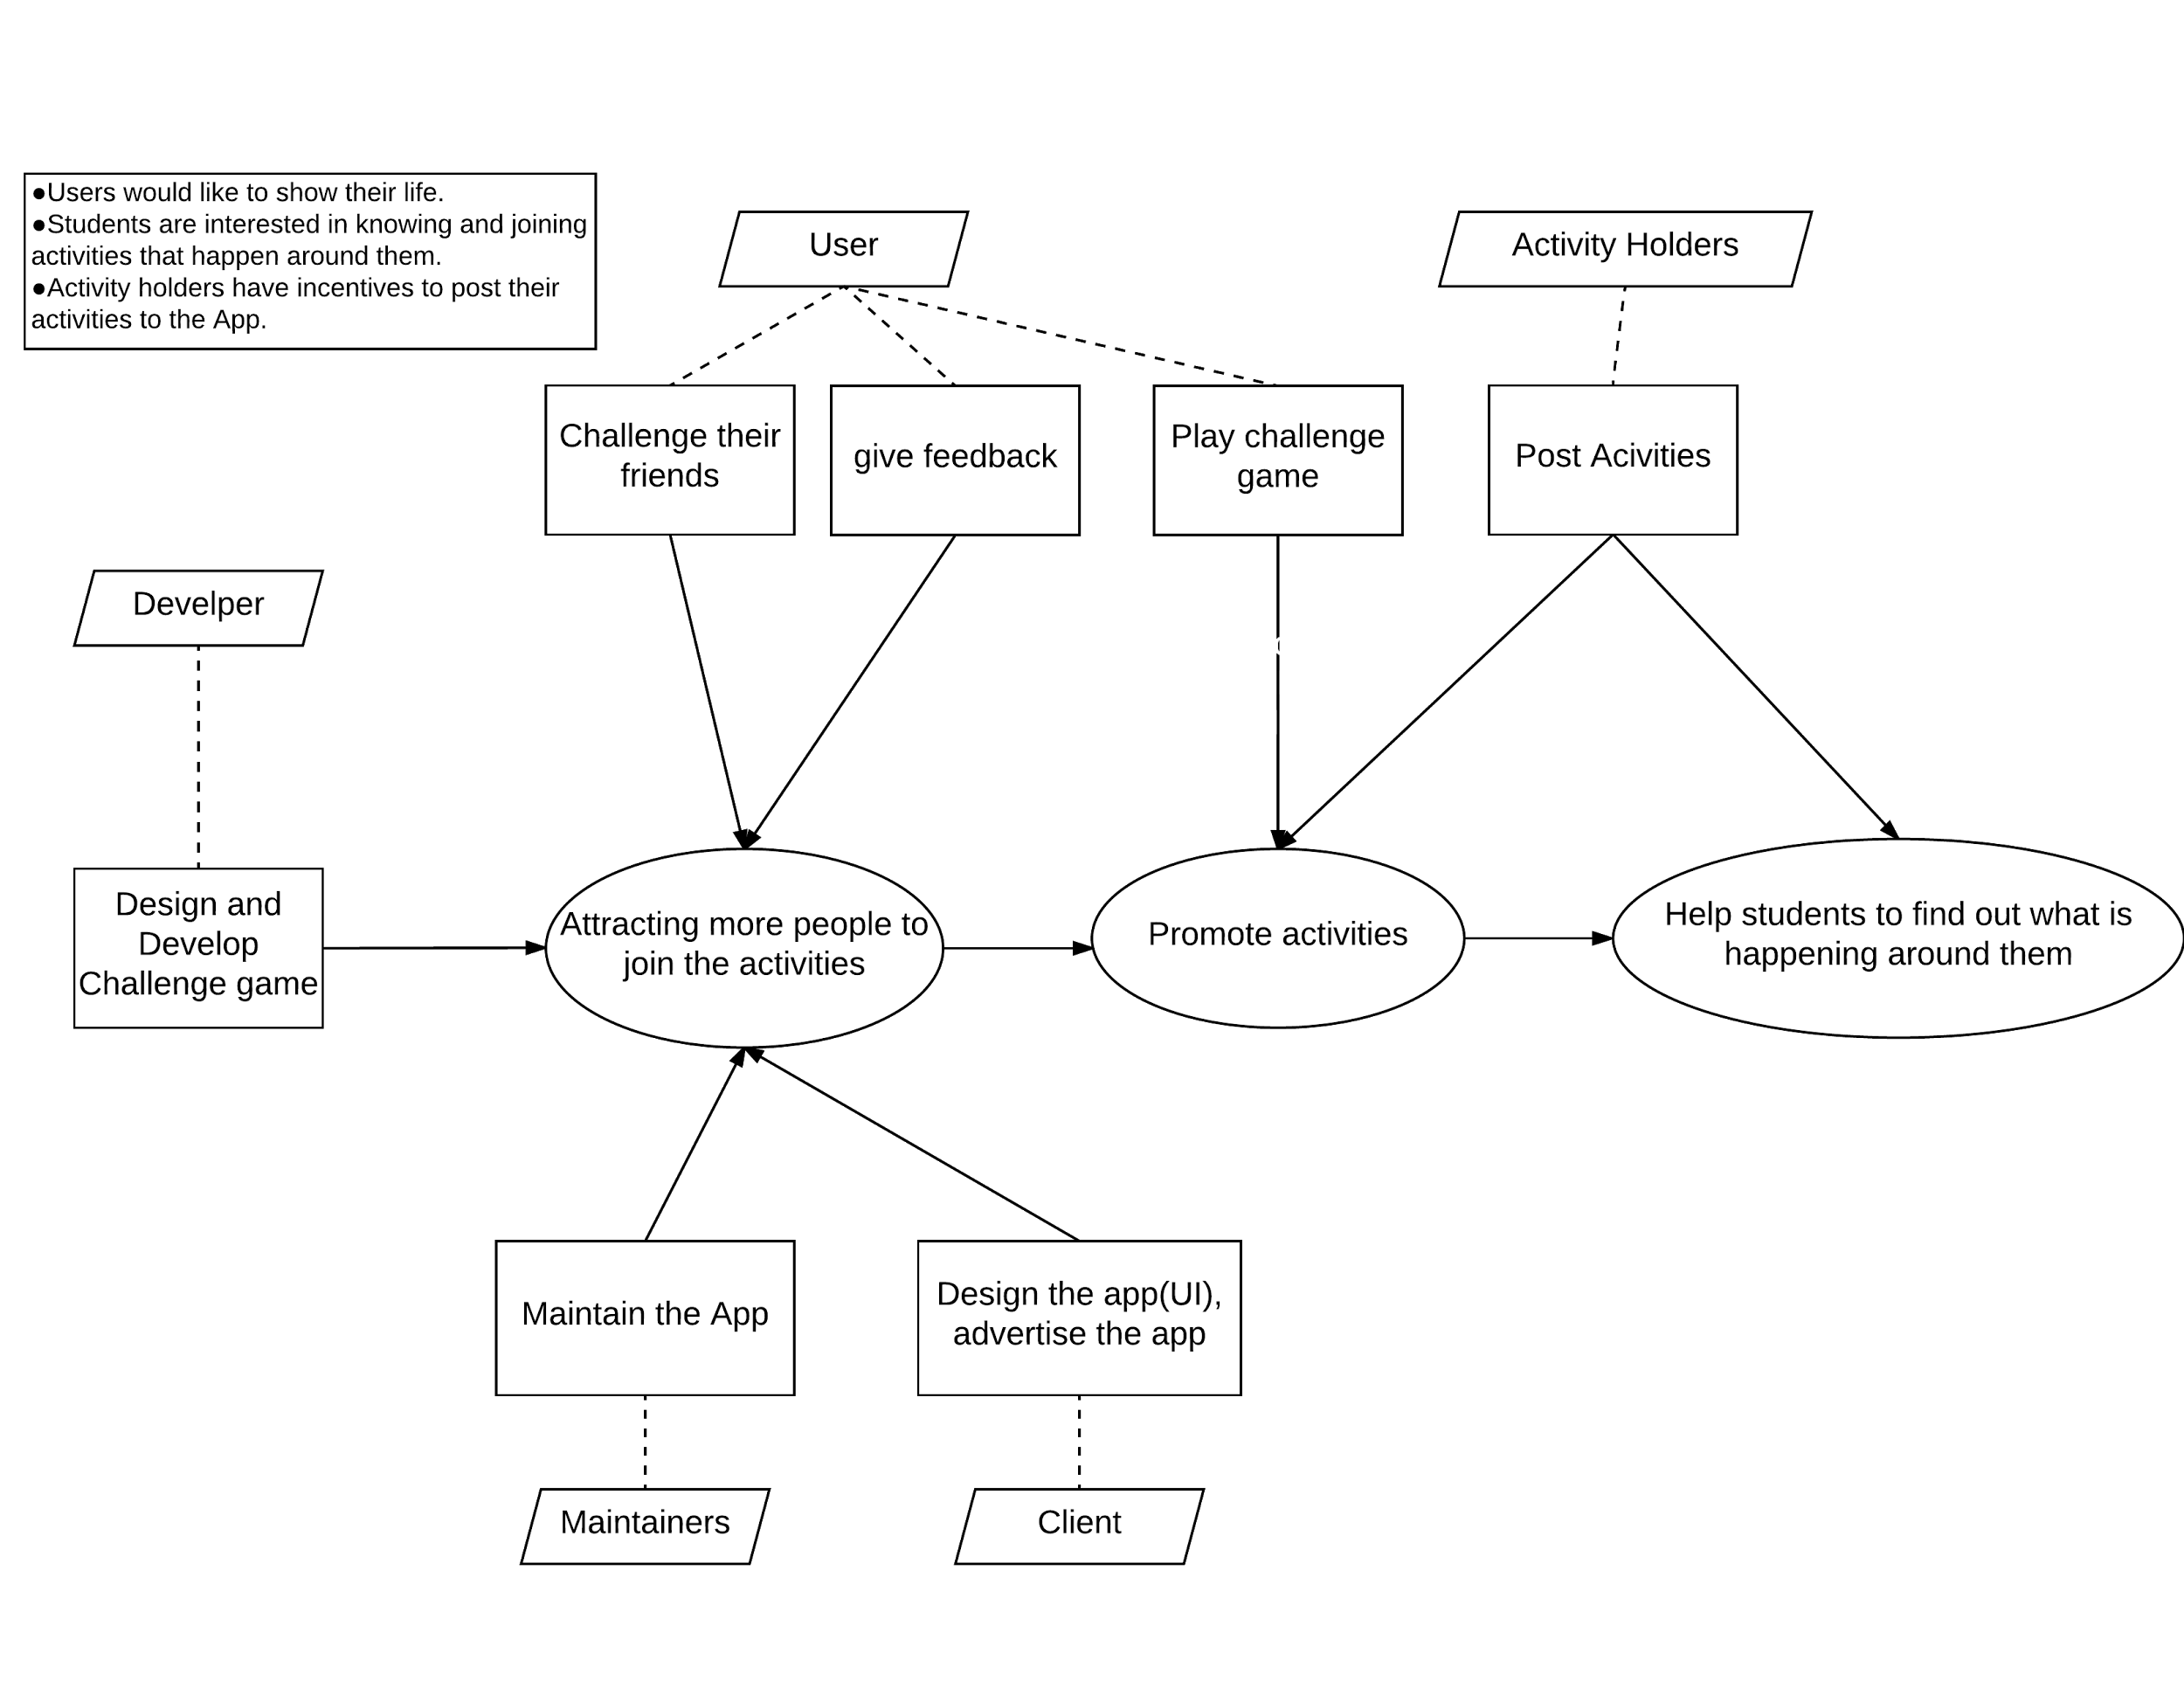 ●Users would like to show their life.
●Students are interested in knowing and joining
activities that happen around them.
●Activity holders have incentives to post their
activities to the App.
User
Activity Holders
Challenge their
friends
give feedback
Play challenge
game
Post Acivities
Develper
Design and
Develop
Challenge game
Attracting more people to
join the activities
Promote activities
Help students to find out what is
happening around them
Maintain the App
Design the app(UI),
advertise the app
Maintainers
Client